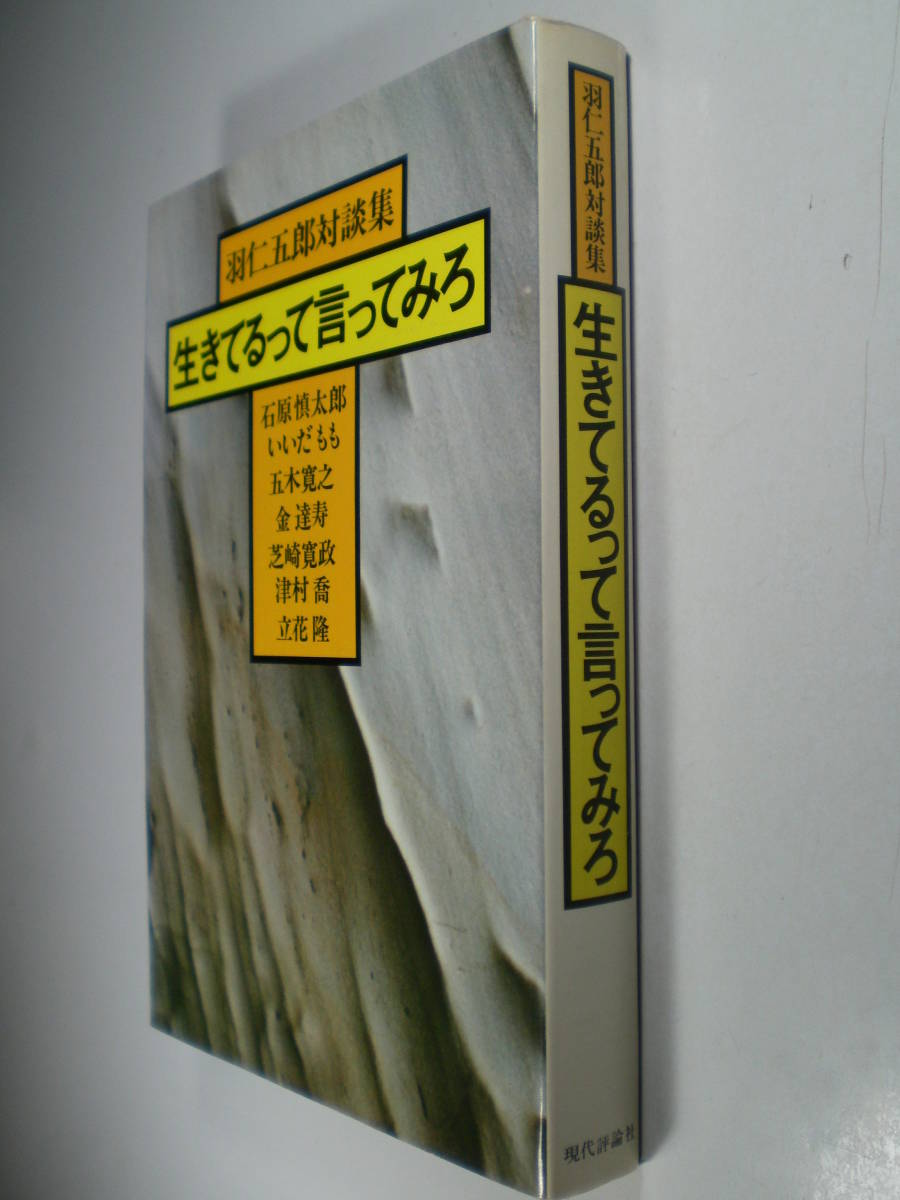 羽仁五郎対談集
生きてるって言ってみろ
石原慎太郎
いいだもも
五木寛之
金達寿
芝崎寛政
津村喬
立花隆
羽仁五郎対談集
生きてるって言ってみろ
現代評論社